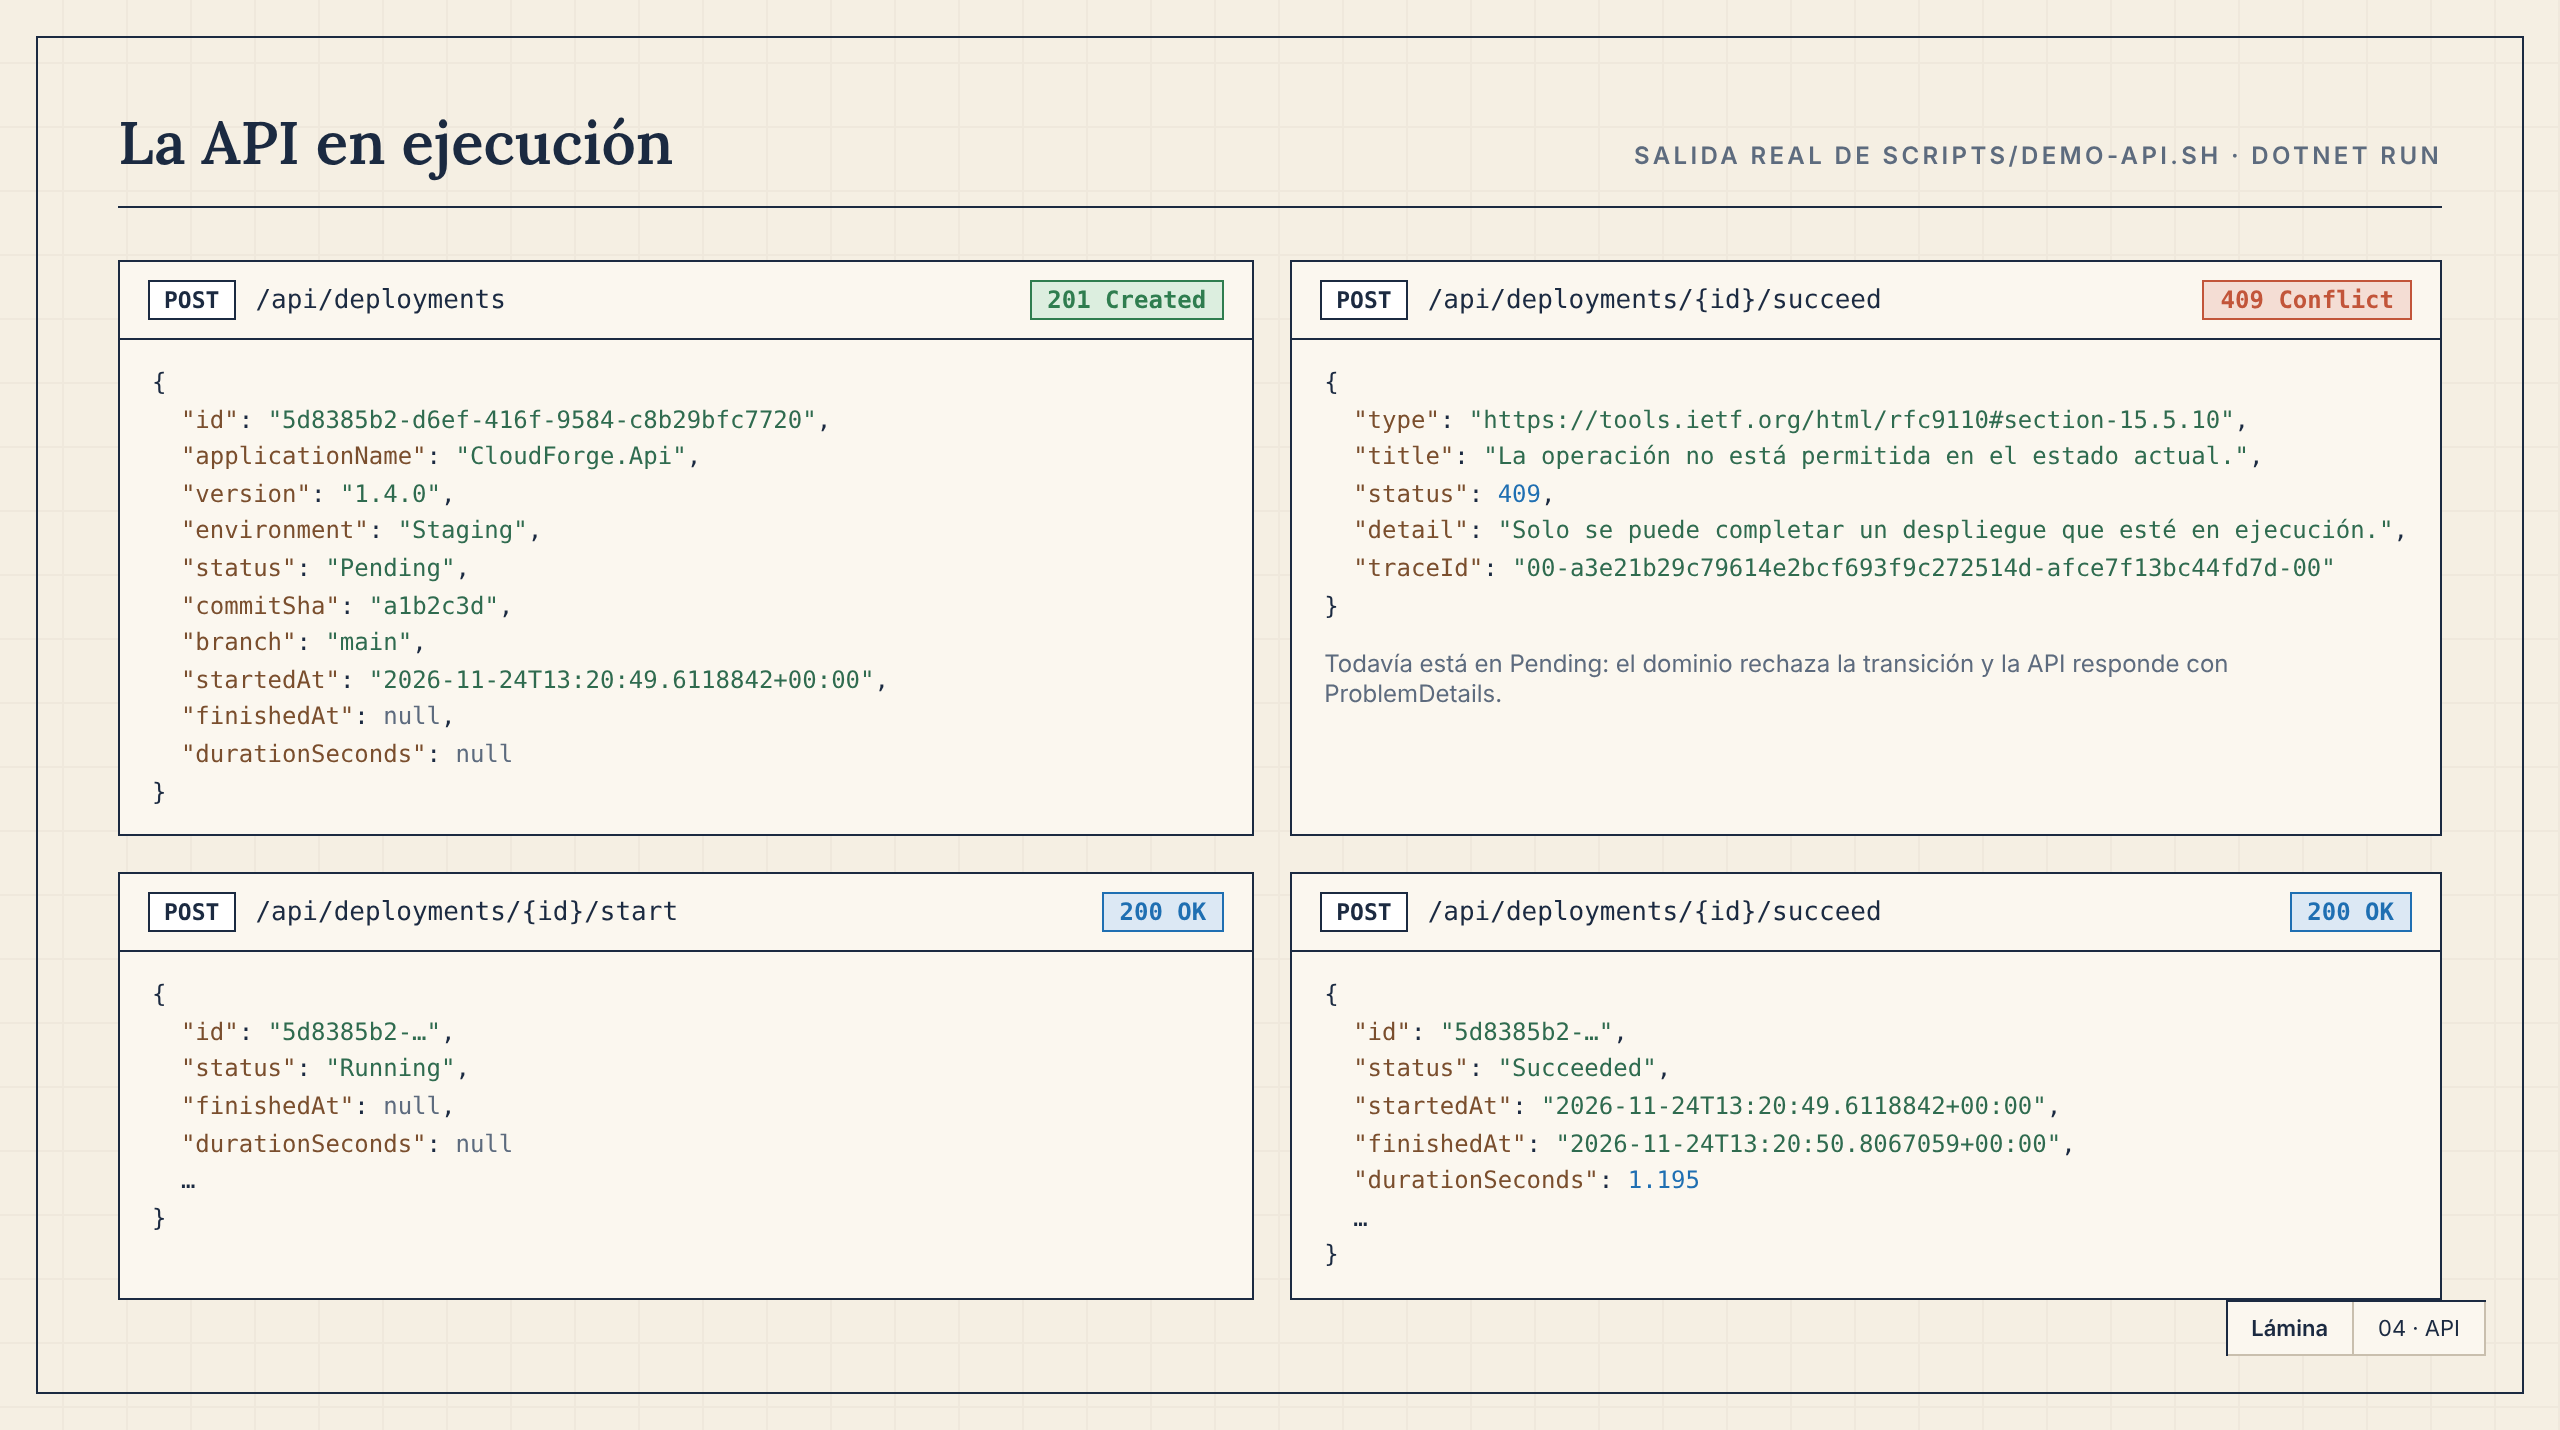 La API en ejecución
SALIDA REAL DE SCRIPTS/DEMO-API.SH · DOTNET RUN
POST /api/deployments 201 Created
{
  "id": "5d8385b2-d6ef-416f-9584-c8b29bfc7720",
  "applicationName": "CloudForge.Api",
  "version": "1.4.0",
  "environment": "Staging",
  "status": "Pending",
  "commitSha": "a1b2c3d",
  "branch": "main",
  "startedAt": "2026-11-24T13:20:49.6118842+00:00",
  "finishedAt": null,
  "durationSeconds": null
}
POST /api/deployments/{id}/succeed 409 Conflict
{
  "type": "https://tools.ietf.org/html/rfc9110#section-15.5.10",
  "title": "La operación no está permitida en el estado actual.",
  "status": 409,
  "detail": "Solo se puede completar un despliegue que esté en ejecución.",
  "traceId": "00-a3e21b29c79614e2bcf693f9c272514d-afce7f13bc44fd7d-00"
}
Todavía está en Pending: el dominio rechaza la transición y la API responde con
ProblemDetails.
POST /api/deployments/{id}/start 200 OK
{
  "id": "5d8385b2-…",
  "status": "Running",
  "finishedAt": null,
  "durationSeconds": null
  …
}
POST /api/deployments/{id}/succeed 200 OK
{
  "id": "5d8385b2-…",
  "status": "Succeeded",
  "startedAt": "2026-11-24T13:20:49.6118842+00:00",
  "finishedAt": "2026-11-24T13:20:50.8067059+00:00",
  "durationSeconds": 1.195
  …
}
Lámina 04 · API